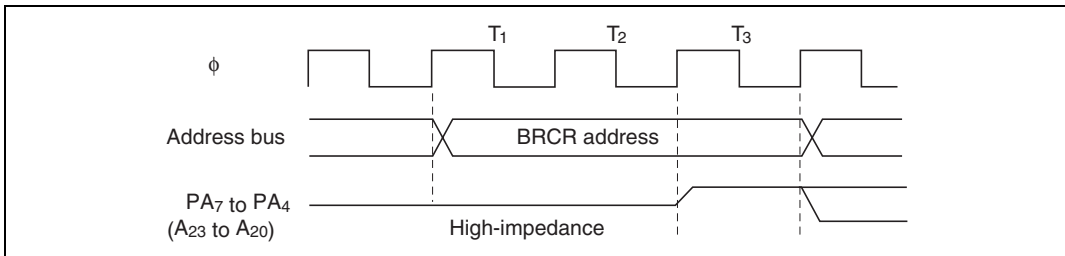 T1 T2 T3
φ
Address bus BRCR address
PA7 to PA4
(A23 to A20) High-impedance